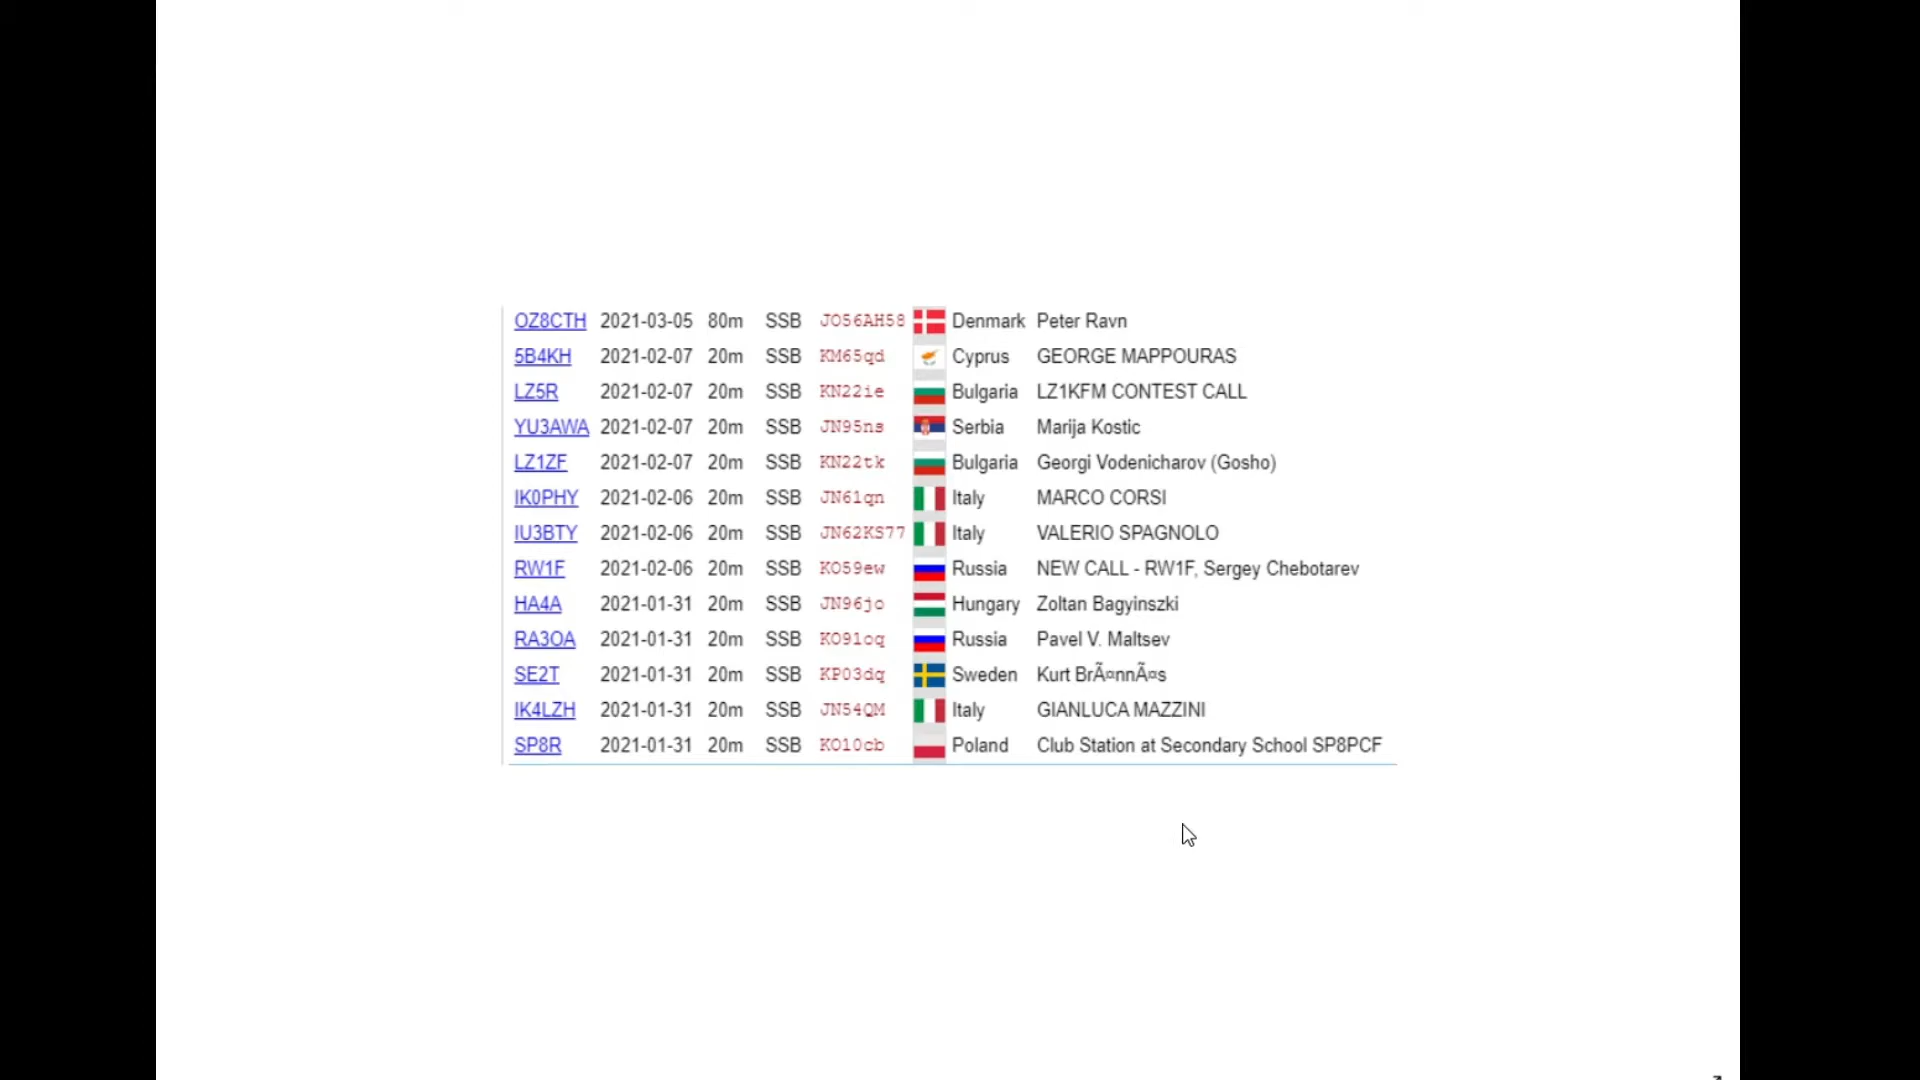 OZ8CTH 2021-03-05 80m SSB JO56AH58 Denmark Peter Ravn
5B4KH 2021-02-07 20m SSB KM65qd Cyprus GEORGE MAPPOURAS
LZ5R 2021-02-07 20m SSB KN22ie Bulgaria LZ1KFM CONTEST CALL
YU3AWA 2021-02-07 20m SSB JN95ns Serbia Marija Kostic
LZ1ZF 2021-02-07 20m SSB KN22tk Bulgaria Georgi Vodenicharov (Gosho)
IK0PHY 2021-02-06 20m SSB JN61qn Italy MARCO CORSI
IU3BTY 2021-02-06 20m SSB JN62KS77 Italy VALERIO SPAGNOLO
RW1F 2021-02-06 20m SSB KO59ew Russia NEW CALL - RW1F, Sergey Chebotarev
HA4A 2021-01-31 20m SSB JN96jo Hungary Zoltan Bagyinszki
RA3OA 2021-01-31 20m SSB KO91oq Russia Pavel V. Maltsev
SE2T 2021-01-31 20m SSB KP03dq Sweden Kurt BrÃ¤nnÃ¤s
IK4LZH 2021-01-31 20m SSB JN54QM Italy GIANLUCA MAZZINI
SP8R 2021-01-31 20m SSB KO10cb Poland Club Station at Secondary School SP8PCF